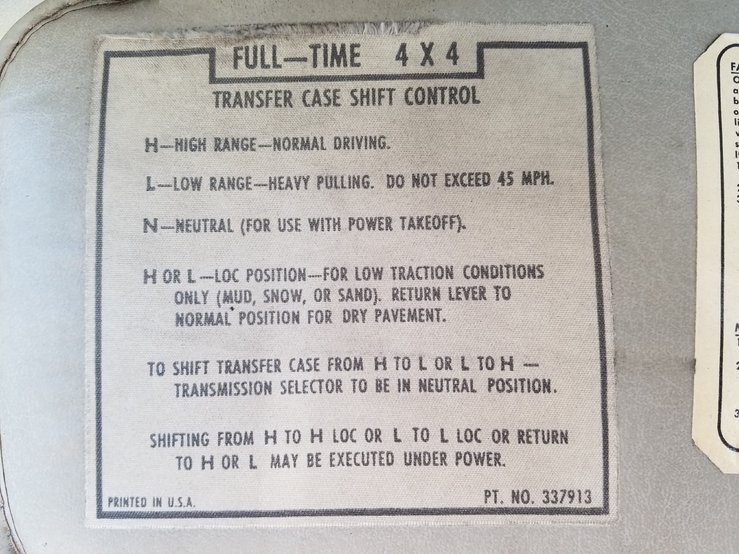 FULL—TIME 4 X 4
TRANSFER CASE SHIFT CONTROL
H—HIGH RANGE—NORMAL DRIVING.
L—LOW RANGE—HEAVY PULLING. DO NOT EXCEED 45 MPH.
N—NEUTRAL (FOR USE WITH POWER TAKEOFF).
H OR L—LOC POSITION—FOR LOW TRACTION CONDITIONS
ONLY (MUD, SNOW, OR SAND). RETURN LEVER TO
NORMAL POSITION FOR DRY PAVEMENT.
TO SHIFT TRANSFER CASE FROM H TO L OR L TO H —
TRANSMISSION SELECTOR TO BE IN NEUTRAL POSITION.
SHIFTING FROM H TO H LOC OR L TO L LOC OR RETURN
TO H OR L MAY BE EXECUTED UNDER POWER.
PRINTED IN U.S.A.
PT. NO. 337913